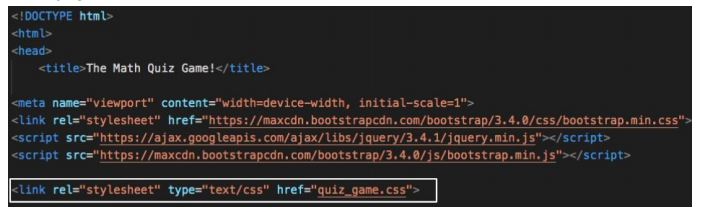 <!DOCTYPE html>
<html>
<head>
    <title>The Math Quiz Game!</title>
<meta name="viewport" content="width=device-width, initial-scale=1">
<link rel="stylesheet" href="https://maxcdn.bootstrapcdn.com/bootstrap/3.4.0/css/bootstrap.min.css">
<script src="https://ajax.googleapis.com/ajax/libs/jquery/3.4.1/jquery.min.js"></script>
<script src="https://maxcdn.bootstrapcdn.com/bootstrap/3.4.0/js/bootstrap.min.js"></script>
<link rel="stylesheet" type="text/css" href="quiz_game.css">